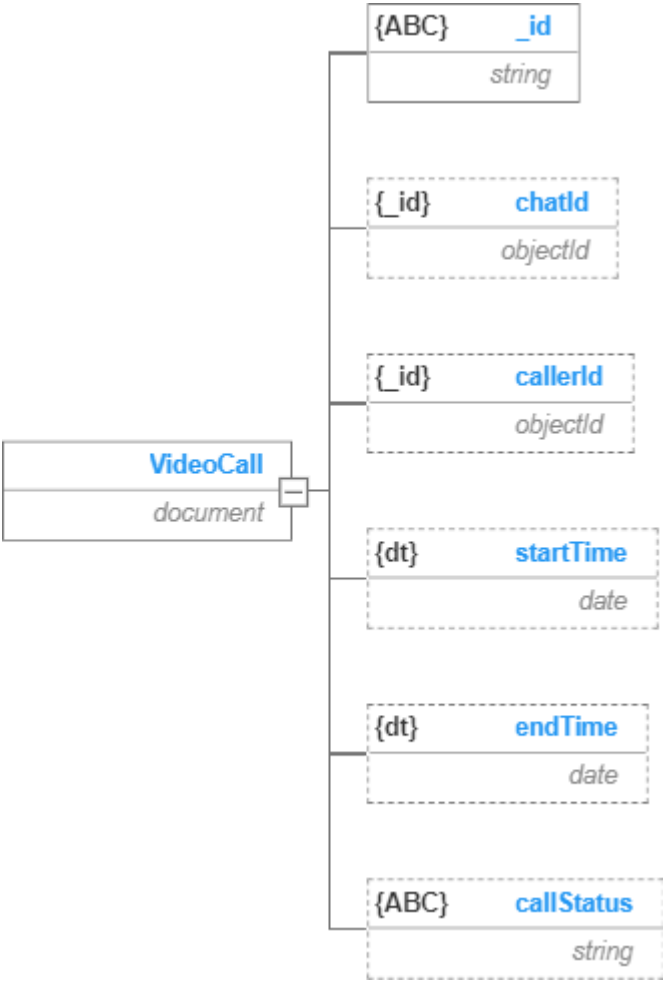 {ABC} _id
string
{_id} chatId
objectId
{_id} callerId
objectId
VideoCall
document
{dt} startTime
date
{dt} endTime
date
{ABC} callStatus
string